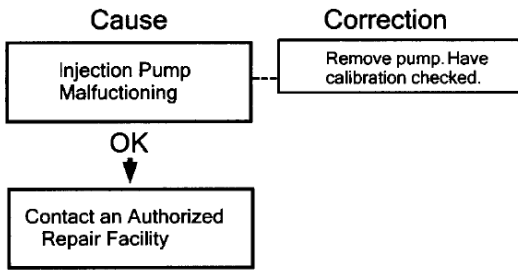 Cause
Correction
Injection Pump
Malfuctioning
Remove pump. Have
calibration checked.
OK
Contact an Authorized
Repair Facility